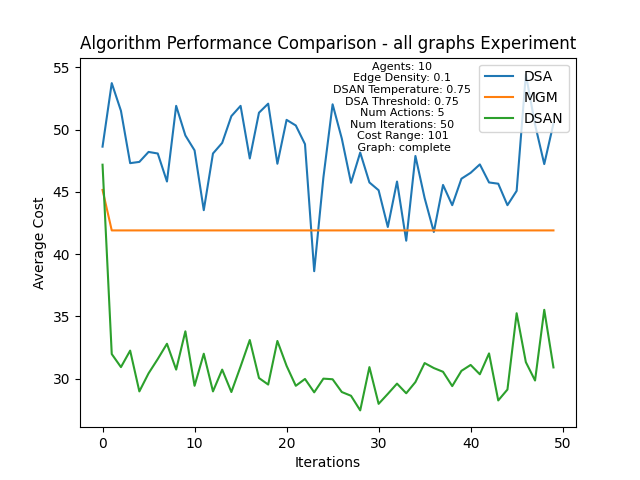 Algorithm Performance Comparison - all graphs Experiment
Agents: 10
Edge Density: 0.1
DSAN Temperature: 0.75
DSA Threshold: 0.75
Num Actions: 5
Num Iterations: 50
Cost Range: 101
Graph: complete
DSA
MGM
DSAN
55
50
45
40
35
30
Average Cost
0 10 20 30 40 50
Iterations